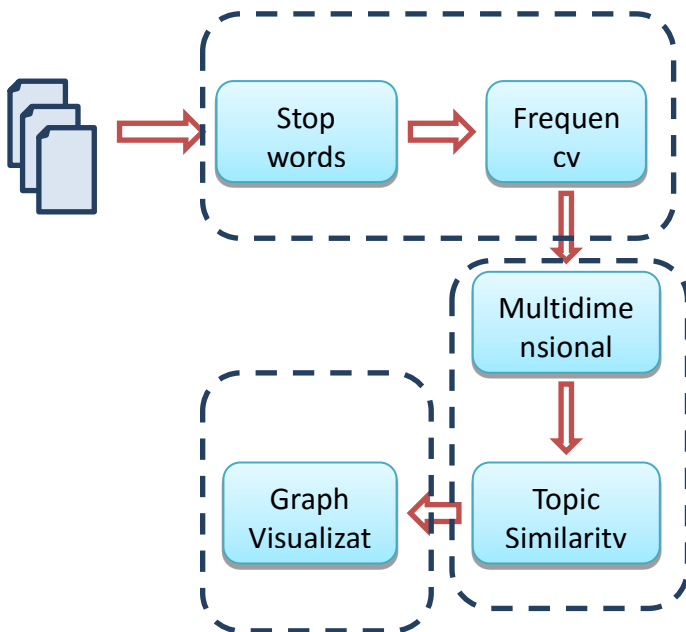 Stop
words
Frequen
cy
Multidime
nsional
Topic
Similarity
Graph
Visualizat